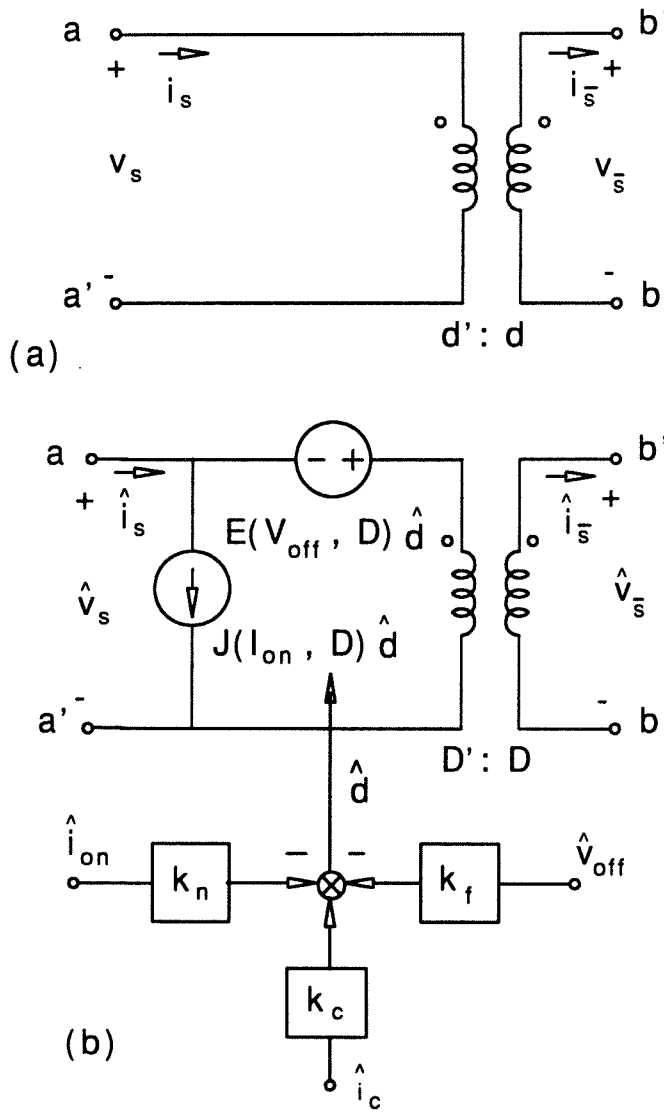 a b'
+ i_s i_s̄ +
v_s v_s̄
a' - - b
d' : d
(a)
a b'
+ î_s î_s̄ +
- +
E(V_off , D) d̂
v̂_s v̂_s̄
J(I_on , D) d̂
a' - - b
D' : D
d̂
î_on - - v̂_off
k_n k_f
k_c
(b)
î_c